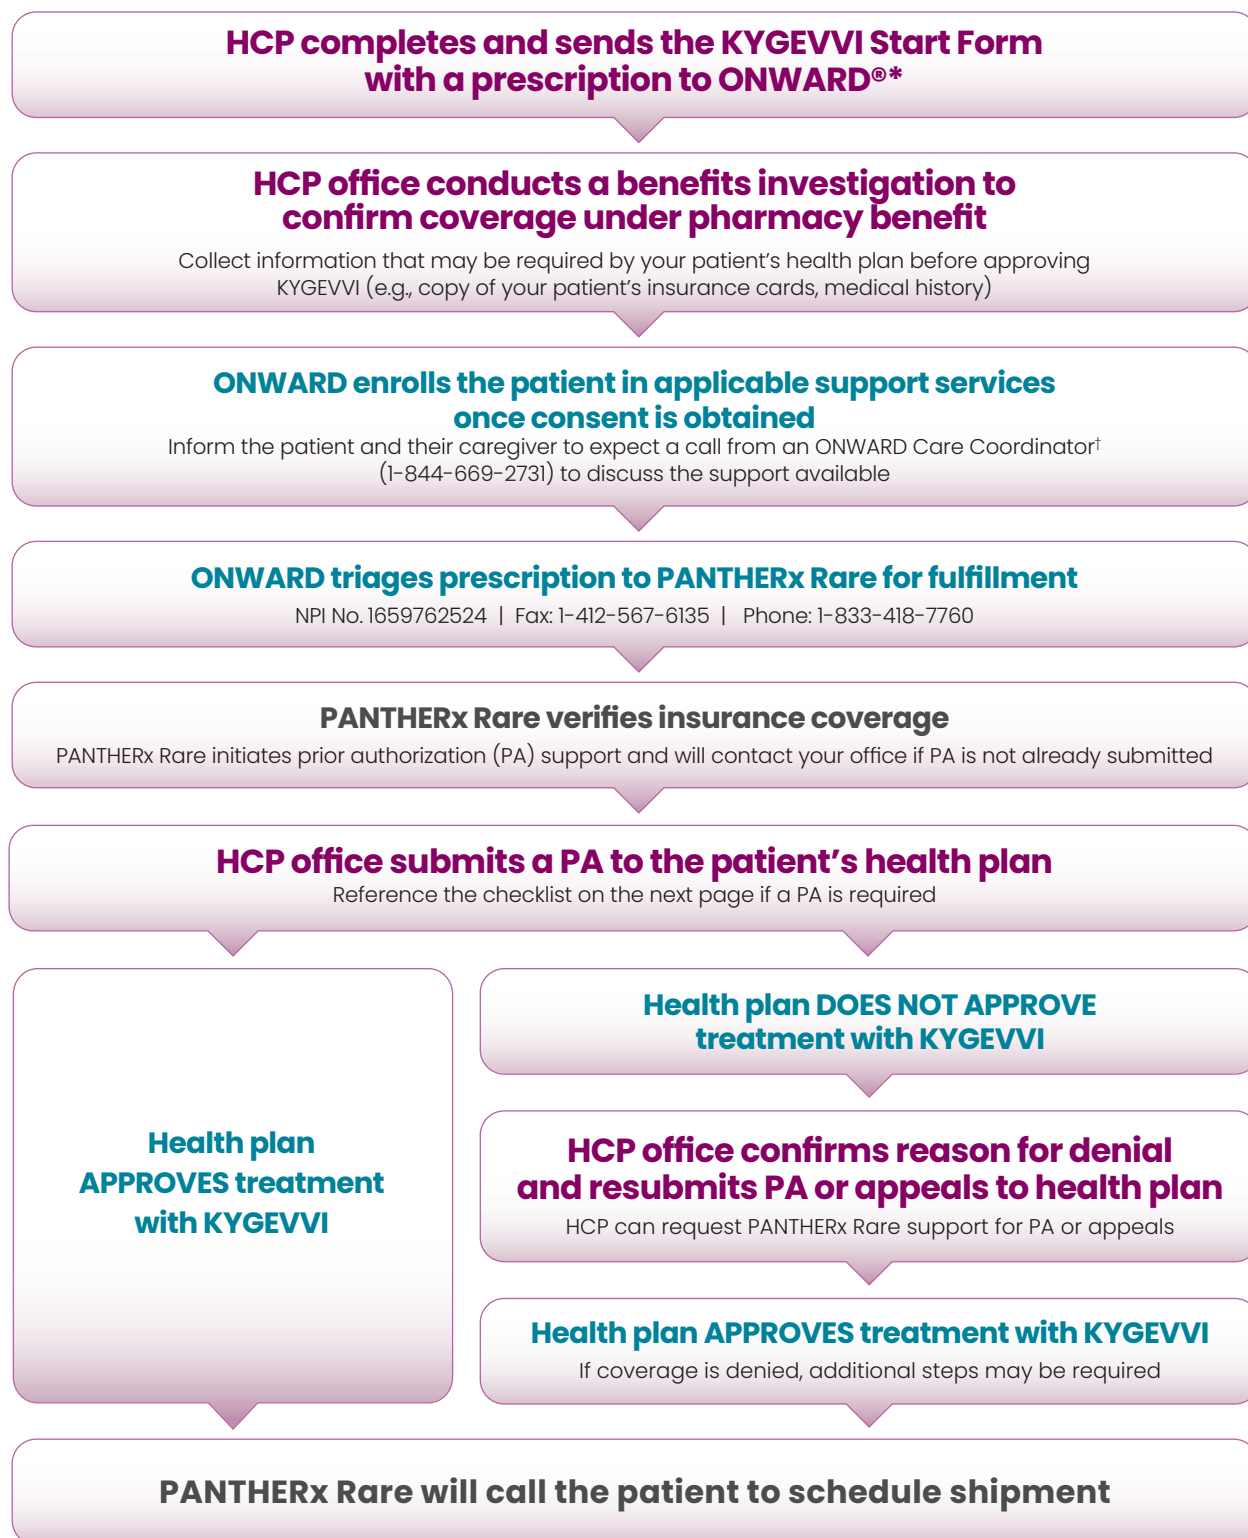 HCP completes and sends the KYGEVVI Start Form
with a prescription to ONWARD®*
HCP office conducts a benefits investigation to
confirm coverage under pharmacy benefit
Collect information that may be required by your patient’s health plan before approving
KYGEVVI (e.g., copy of your patient’s insurance cards, medical history)
ONWARD enrolls the patient in applicable support services
once consent is obtained
Inform the patient and their caregiver to expect a call from an ONWARD Care Coordinator†
(1-844-669-2731) to discuss the support available
ONWARD triages prescription to PANTHERx Rare for fulfillment
NPI No. 1659762524 | Fax: 1-412-567-6135 | Phone: 1-833-418-7760
PANTHERx Rare verifies insurance coverage
PANTHERx Rare initiates prior authorization (PA) support and will contact your office if PA is not already submitted
HCP office submits a PA to the patient’s health plan
Reference the checklist on the next page if a PA is required
Health plan
APPROVES treatment
with KYGEVVI
Health plan DOES NOT APPROVE
treatment with KYGEVVI
HCP office confirms reason for denial
and resubmits PA or appeals to health plan
HCP can request PANTHERx Rare support for PA or appeals
Health plan APPROVES treatment with KYGEVVI
If coverage is denied, additional steps may be required
PANTHERx Rare will call the patient to schedule shipment